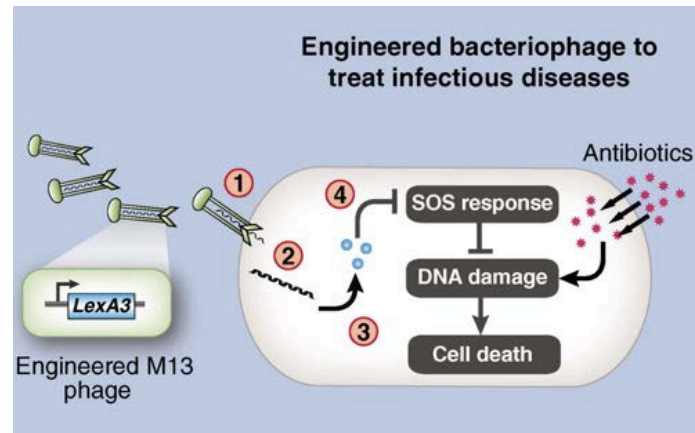 Engineered bacteriophage to
treat infectious diseases
Antibiotics
1
4
SOS response
2
DNA damage
LexA3
3
Cell death
Engineered M13
phage